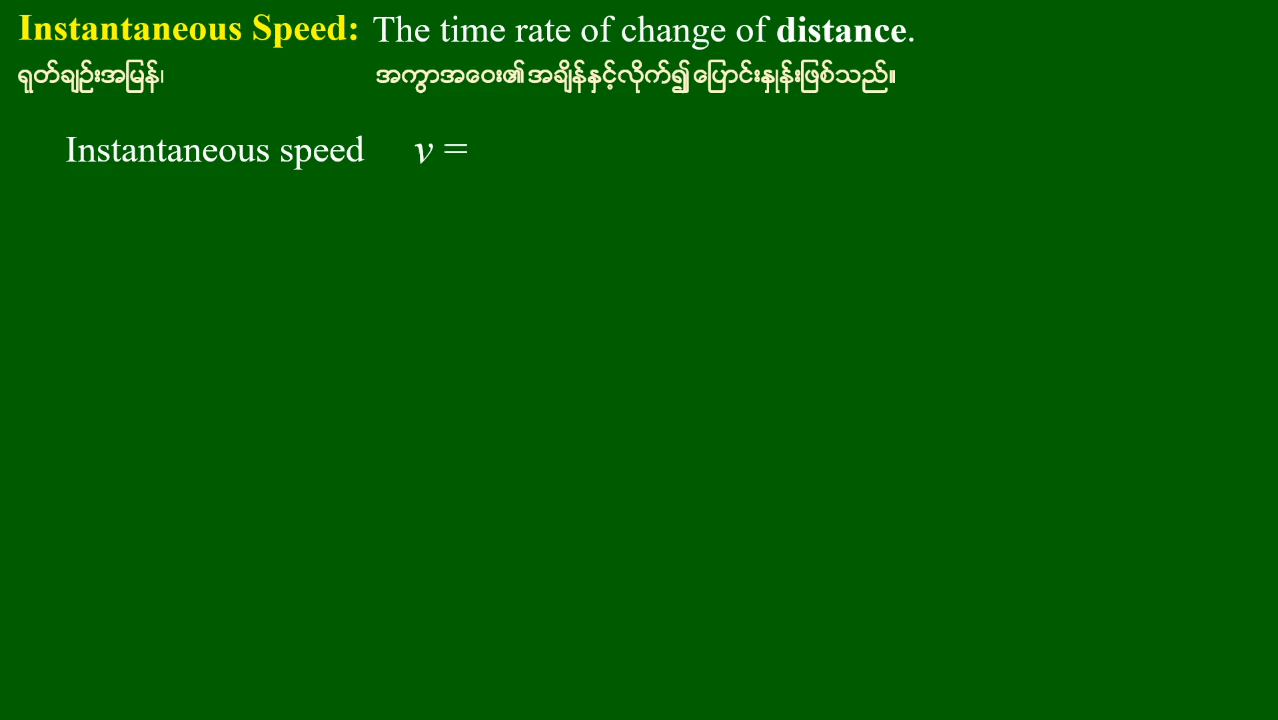 Instantaneous Speed: The time rate of change of distance.
ရုတ်ချဉ်းအမြန်၊ အကွာအဝေး၏ အချိန်နှင့်လိုက်၍ ပြောင်းနှုန်းဖြစ်သည်။
Instantaneous speed v =